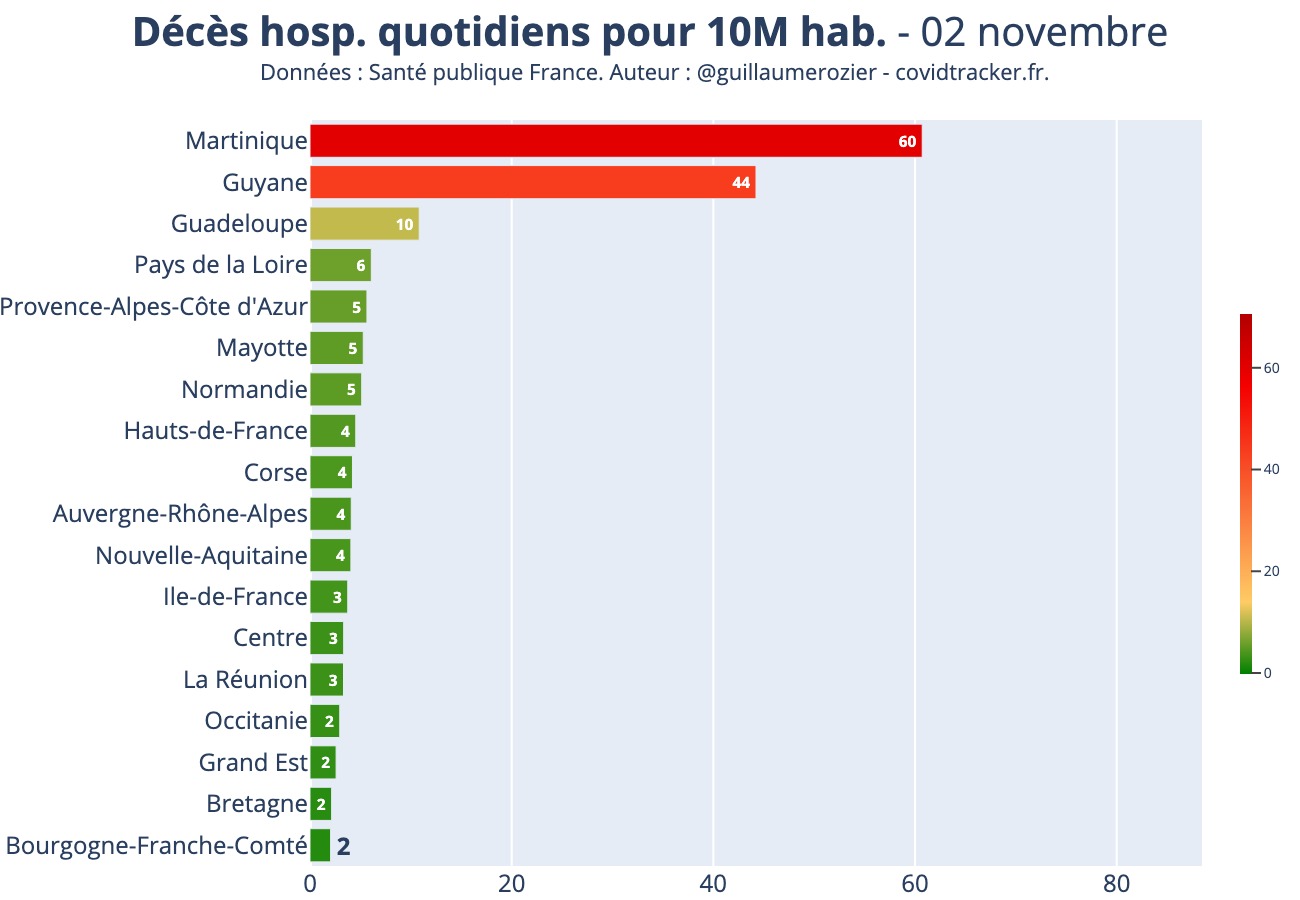 Décès hosp. quotidiens pour 10M hab. - 02 novembre
Données : Santé publique France. Auteur : @guillaumerozier - covidtracker.fr.
Martinique 60
Guyane 44
Guadeloupe 10
Pays de la Loire 6
Provence-Alpes-Côte d'Azur 5
Mayotte 5
Normandie 5
Hauts-de-France 4
Corse 4
Auvergne-Rhône-Alpes 4
Nouvelle-Aquitaine 4
Ile-de-France 3
Centre 3
La Réunion 3
Occitanie 2
Grand Est 2
Bretagne 2
Bourgogne-Franche-Comté 2
0 20 40 60 80
60
40
20
0